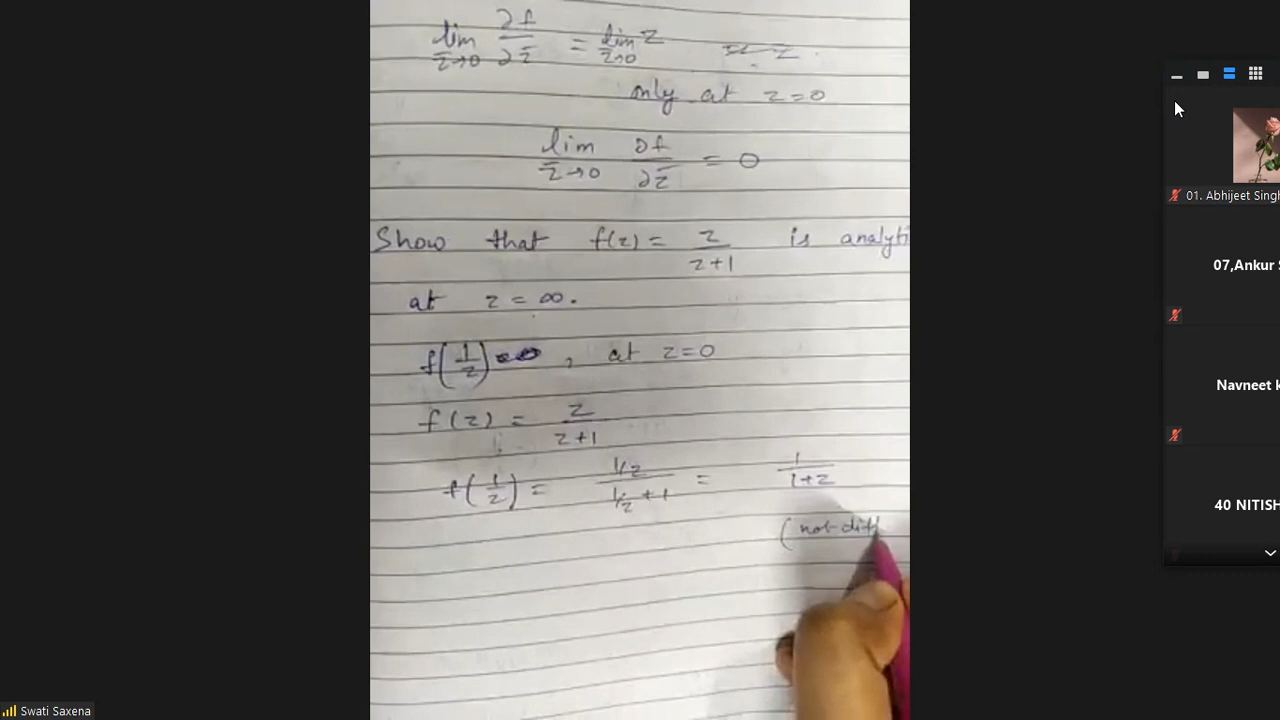 lim ∂f/∂z̄ = lim z
z̄→0 z̄→0
only at z=0
lim ∂f/∂z̄ = 0
z̄→0
Show that f(z) = z/(z+1) is analyti
at z = ∞.
f(1/z) , at z=0
f(z) = z/(z+1)
f(1/z) = (1/z)/(1/z + 1) = 1/(1+z)
(not diff
01. Abhijeet Singh
07,Ankur S
Navneet k
40 NITISH
Swati Saxena